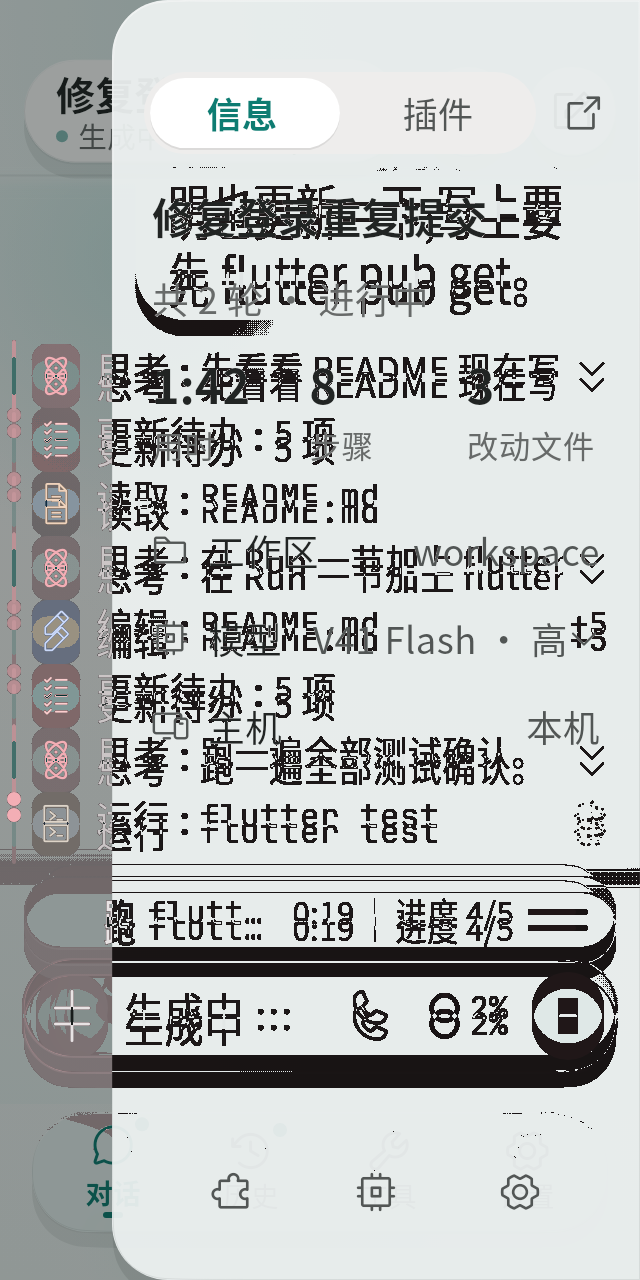 信息 插件
修复登录重复提交
明也更新一下,写上要
先 flutter pub get。
共 2 轮 · 进行中
思考:先看看 README 现在写
1:42 8 3
更新待办:5 项
用时 步骤 改动文件
读取:README.md
工作区 workspace
思考:在 Run 一节加上 flutter
编辑:README.md +5
模型 V41 Flash · 高
更新待办:5 项
主机 本机
思考:跑一遍全部测试确认。
运行:flutter test
跑 flutt… 0:19 进度 4/5
生成中 2%
对话